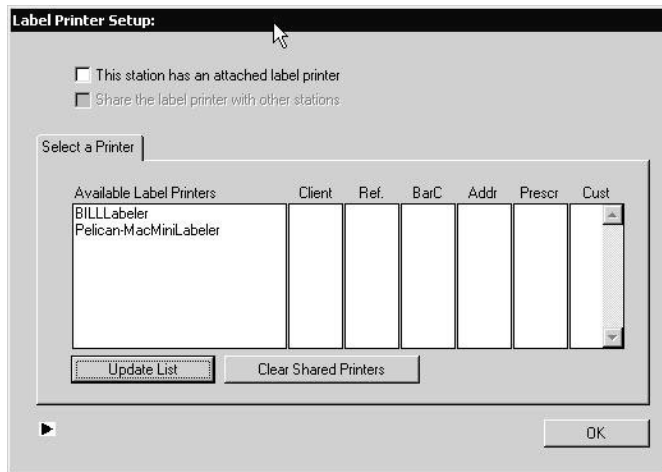 Label Printer Setup:
This station has an attached label printer
Share the label printer with other stations
Select a Printer
Available Label Printers Client Ref. BarC Addr Prescr Cust
BILLLabeler
Pelican-MacMiniLabeler
Update List Clear Shared Printers
OK